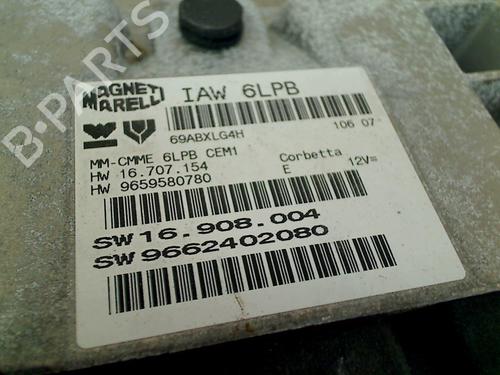 MAGNETI MARELLI
IAW 6LPB
69ABXLG4H
106 07
MM-CMME 6LPB CEM1
Corbetta
HW 16.707.154
E
12V=
HW 9659580780
SW 16.908.004
SW 9662402080
B-PARTS